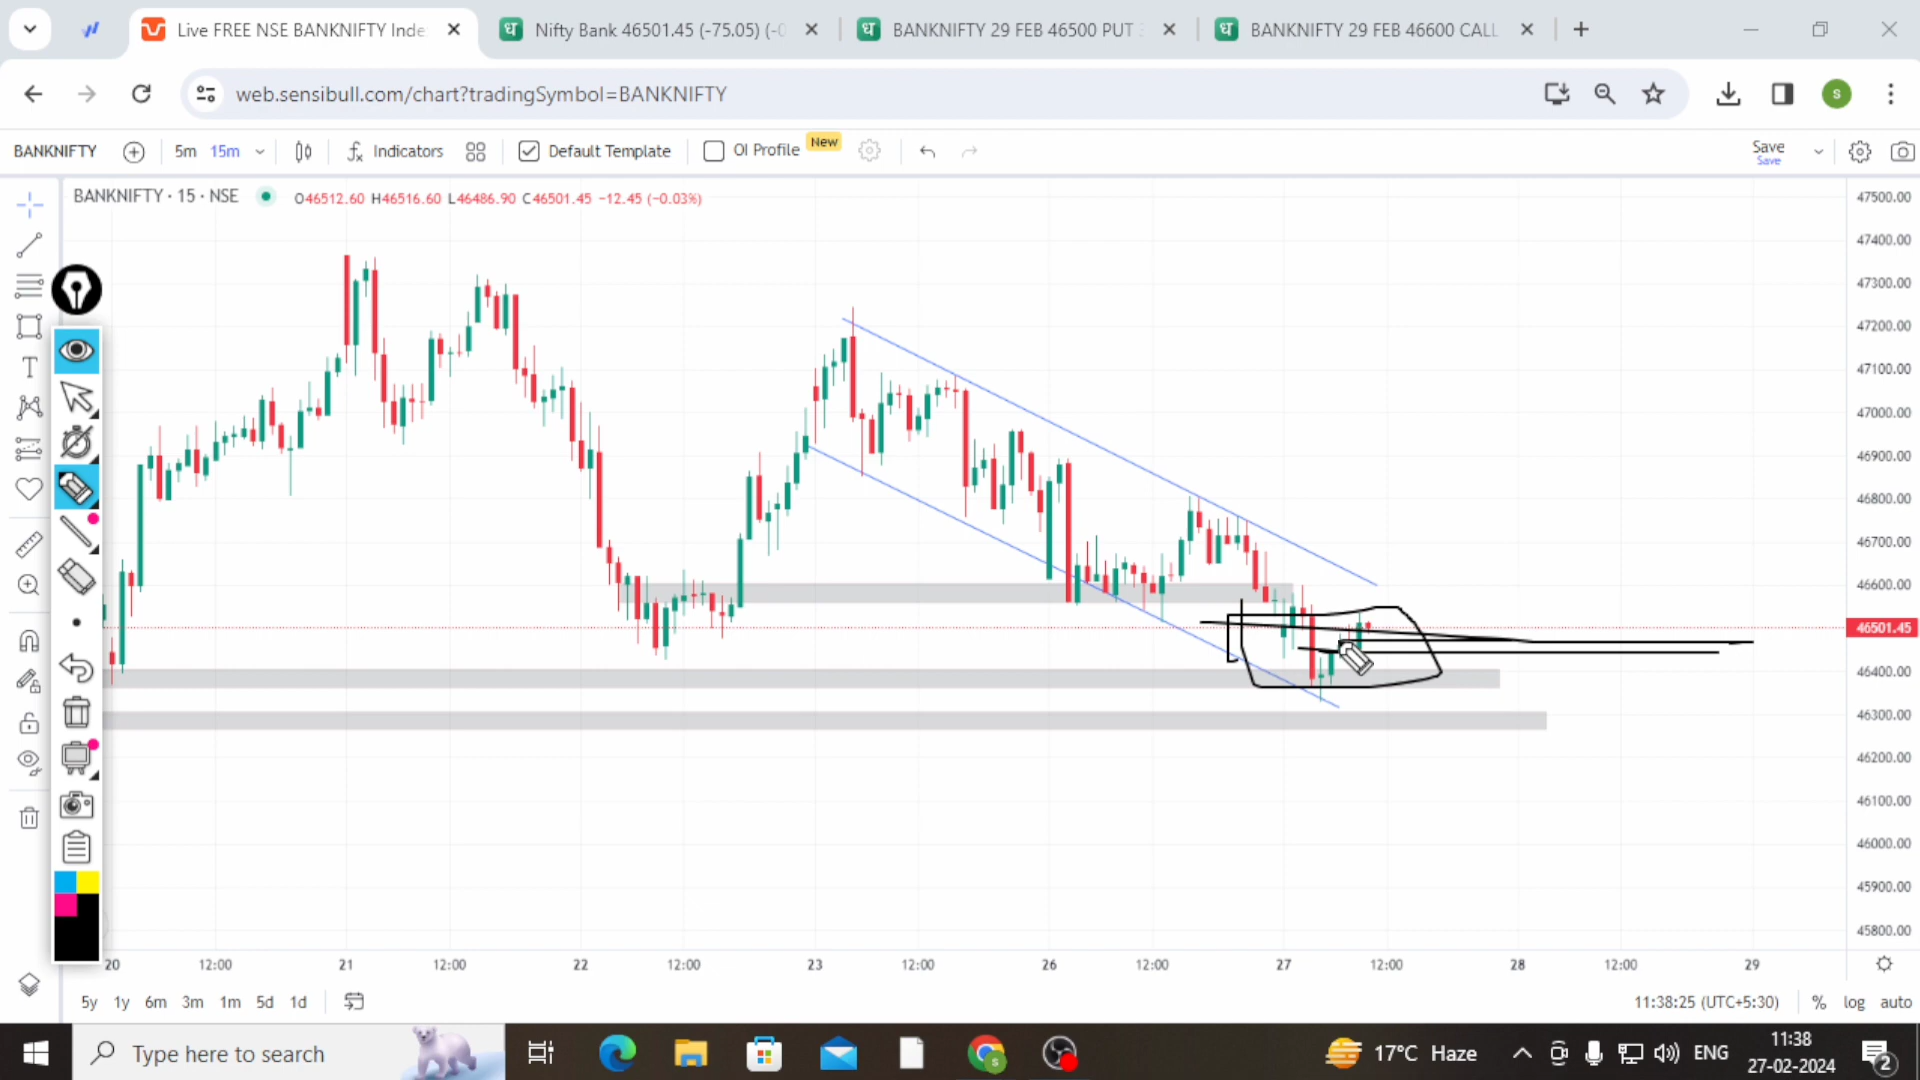 Live FREE NSE BANKNIFTY Inde
Nifty Bank 46501.45 (-75.05) (-0
BANKNIFTY 29 FEB 46500 PUT
BANKNIFTY 29 FEB 46600 CALL
web.sensibull.com/chart?tradingSymbol=BANKNIFTY
s
BANKNIFTY 5m 15m Indicators Default Template OI Profile New Save
Save
BANKNIFTY · 15 · NSE O46512.60 H46516.60 L46486.90 C46501.45 −12.45 (−0.03%)
47500.00
47400.00
47300.00
47200.00
47100.00
47000.00
46900.00
46800.00
46700.00
46600.00
46501.45
46400.00
46300.00
46200.00
46100.00
46000.00
45900.00
45800.00
20 12:00 21 12:00 22 12:00 23 12:00 26 12:00 27 12:00 28 12:00 29
5y 1y 6m 3m 1m 5d 1d 11:38:25 (UTC+5:30) % log auto
Type here to search
17°C Haze
ENG
11:38
27-02-2024
2